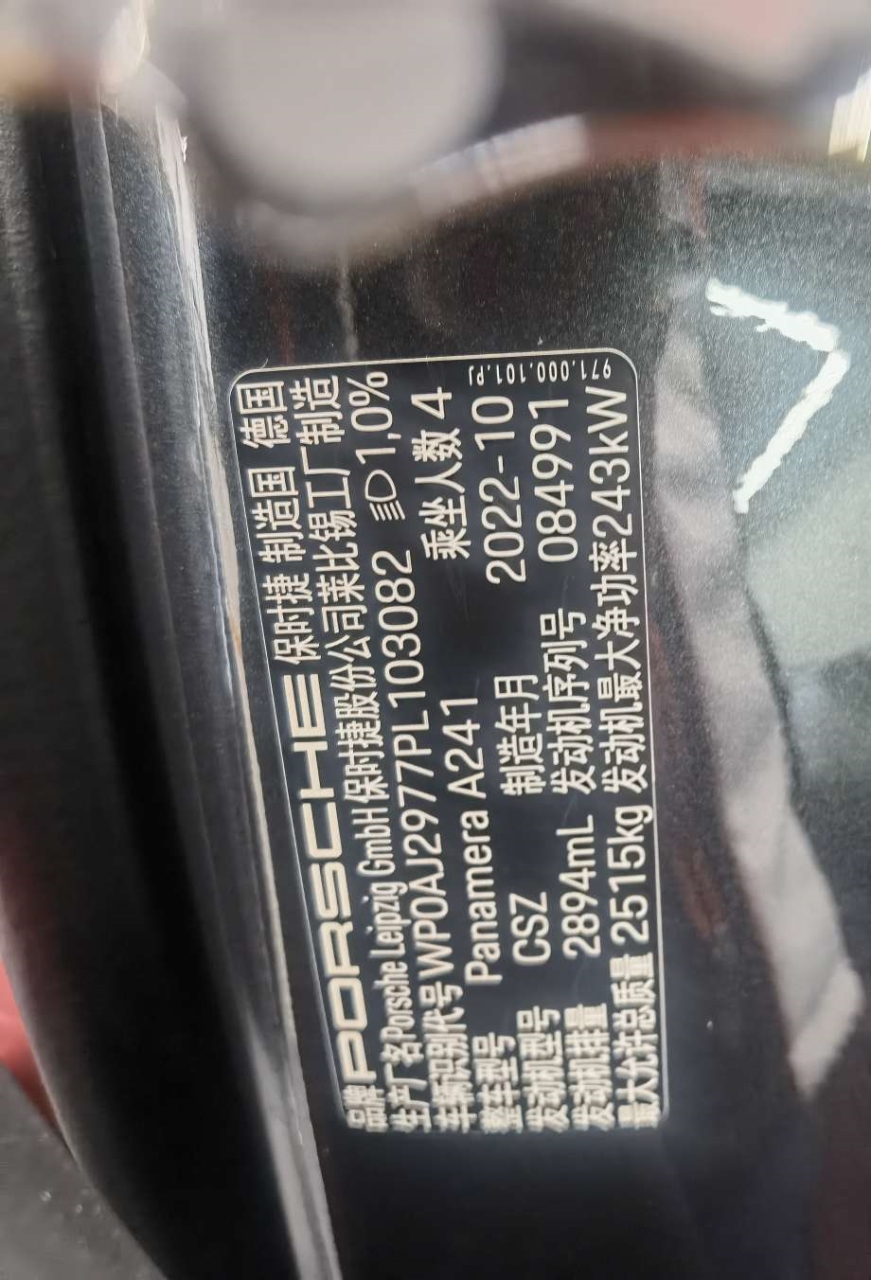 品牌 PORSCHE 保时捷 制造国 德国
生产厂名Porsche Leipzig GmbH保时捷股份公司莱比锡工厂制造
车辆识别代号WP0AJ2977PL103082 1,0%
整车型号 Panamera A241 乘坐人数 4
发动机型号 CSZ 制造年月 2022-10
发动机排量 2894mL 发动机序列号 084991
最大允许总质量 2515kg 发动机最大净功率243kW
971.000.101.PJ